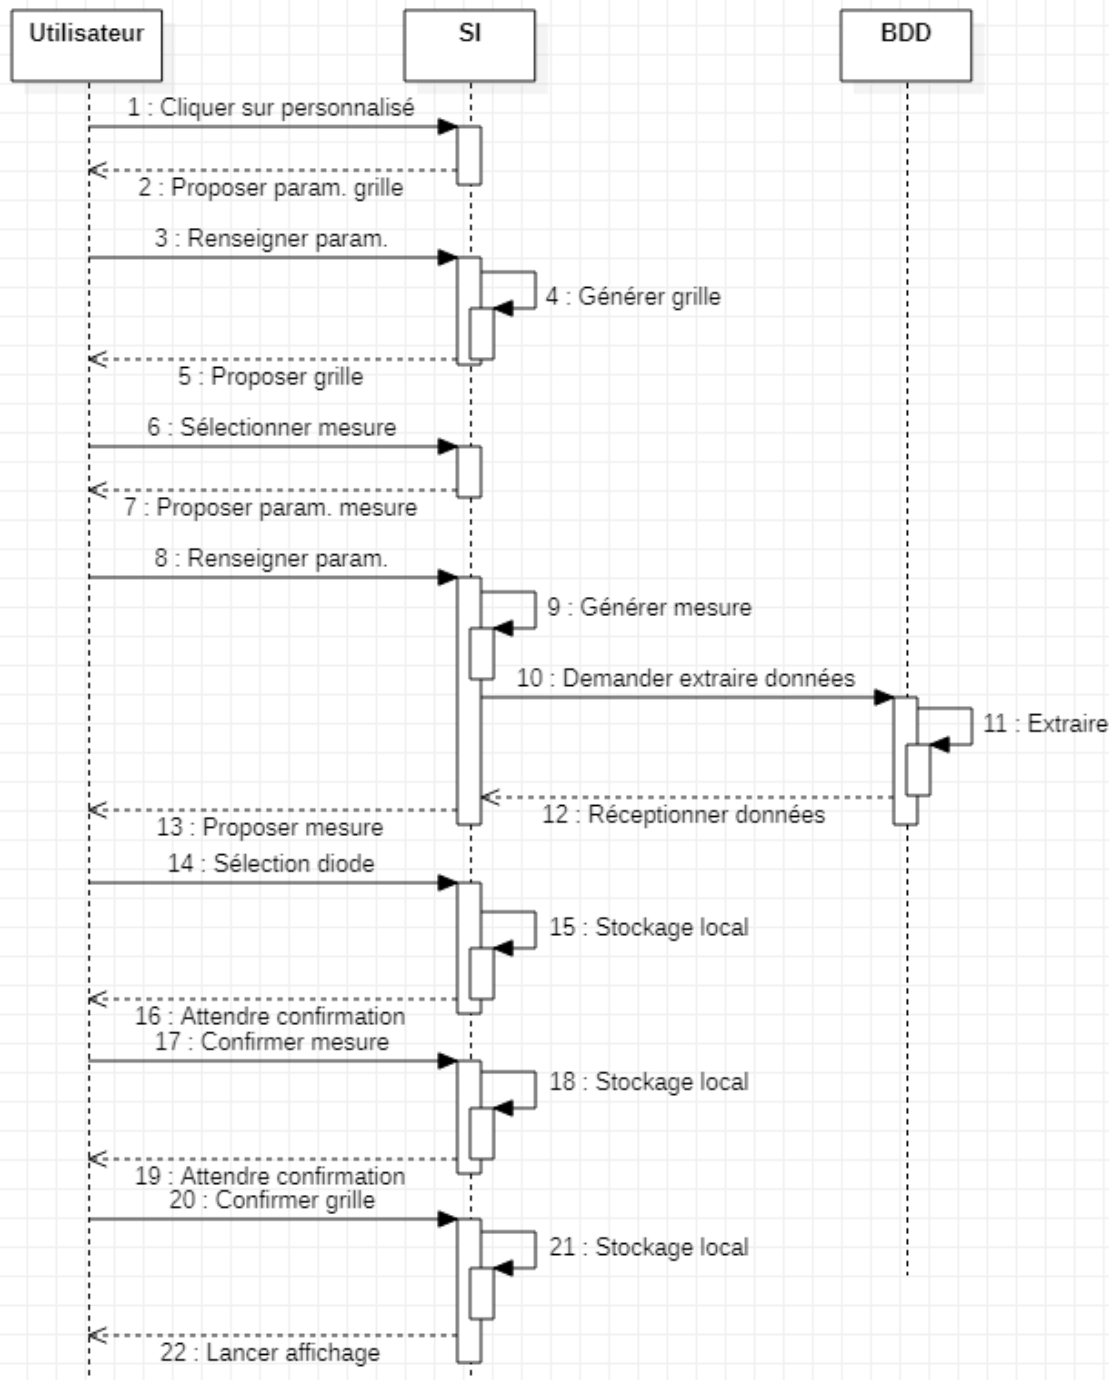 Utilisateur
SI
BDD
1 : Cliquer sur personnalisé
2 : Proposer param. grille
3 : Renseigner param.
4 : Générer grille
5 : Proposer grille
6 : Sélectionner mesure
7 : Proposer param. mesure
8 : Renseigner param.
9 : Générer mesure
10 : Demander extraire données
11 : Extraire
12 : Réceptionner données
13 : Proposer mesure
14 : Sélection diode
15 : Stockage local
16 : Attendre confirmation
17 : Confirmer mesure
18 : Stockage local
19 : Attendre confirmation
20 : Confirmer grille
21 : Stockage local
22 : Lancer affichage